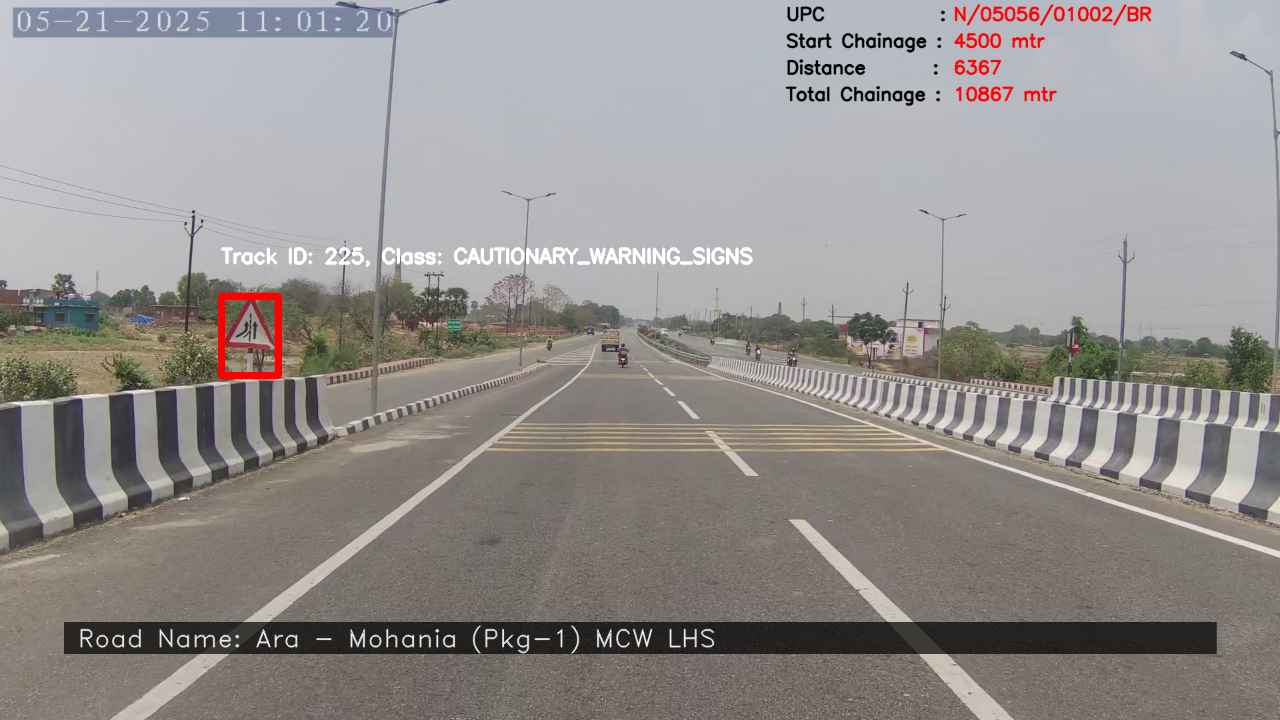 05-21-2025 11:01:20
UPC : N/05056/01002/BR
Start Chainage : 4500 mtr
Distance : 6367
Total Chainage : 10867 mtr
Track ID: 225, Class: CAUTIONARY_WARNING_SIGNS
Road Name: Ara - Mohania (Pkg-1) MCW LHS